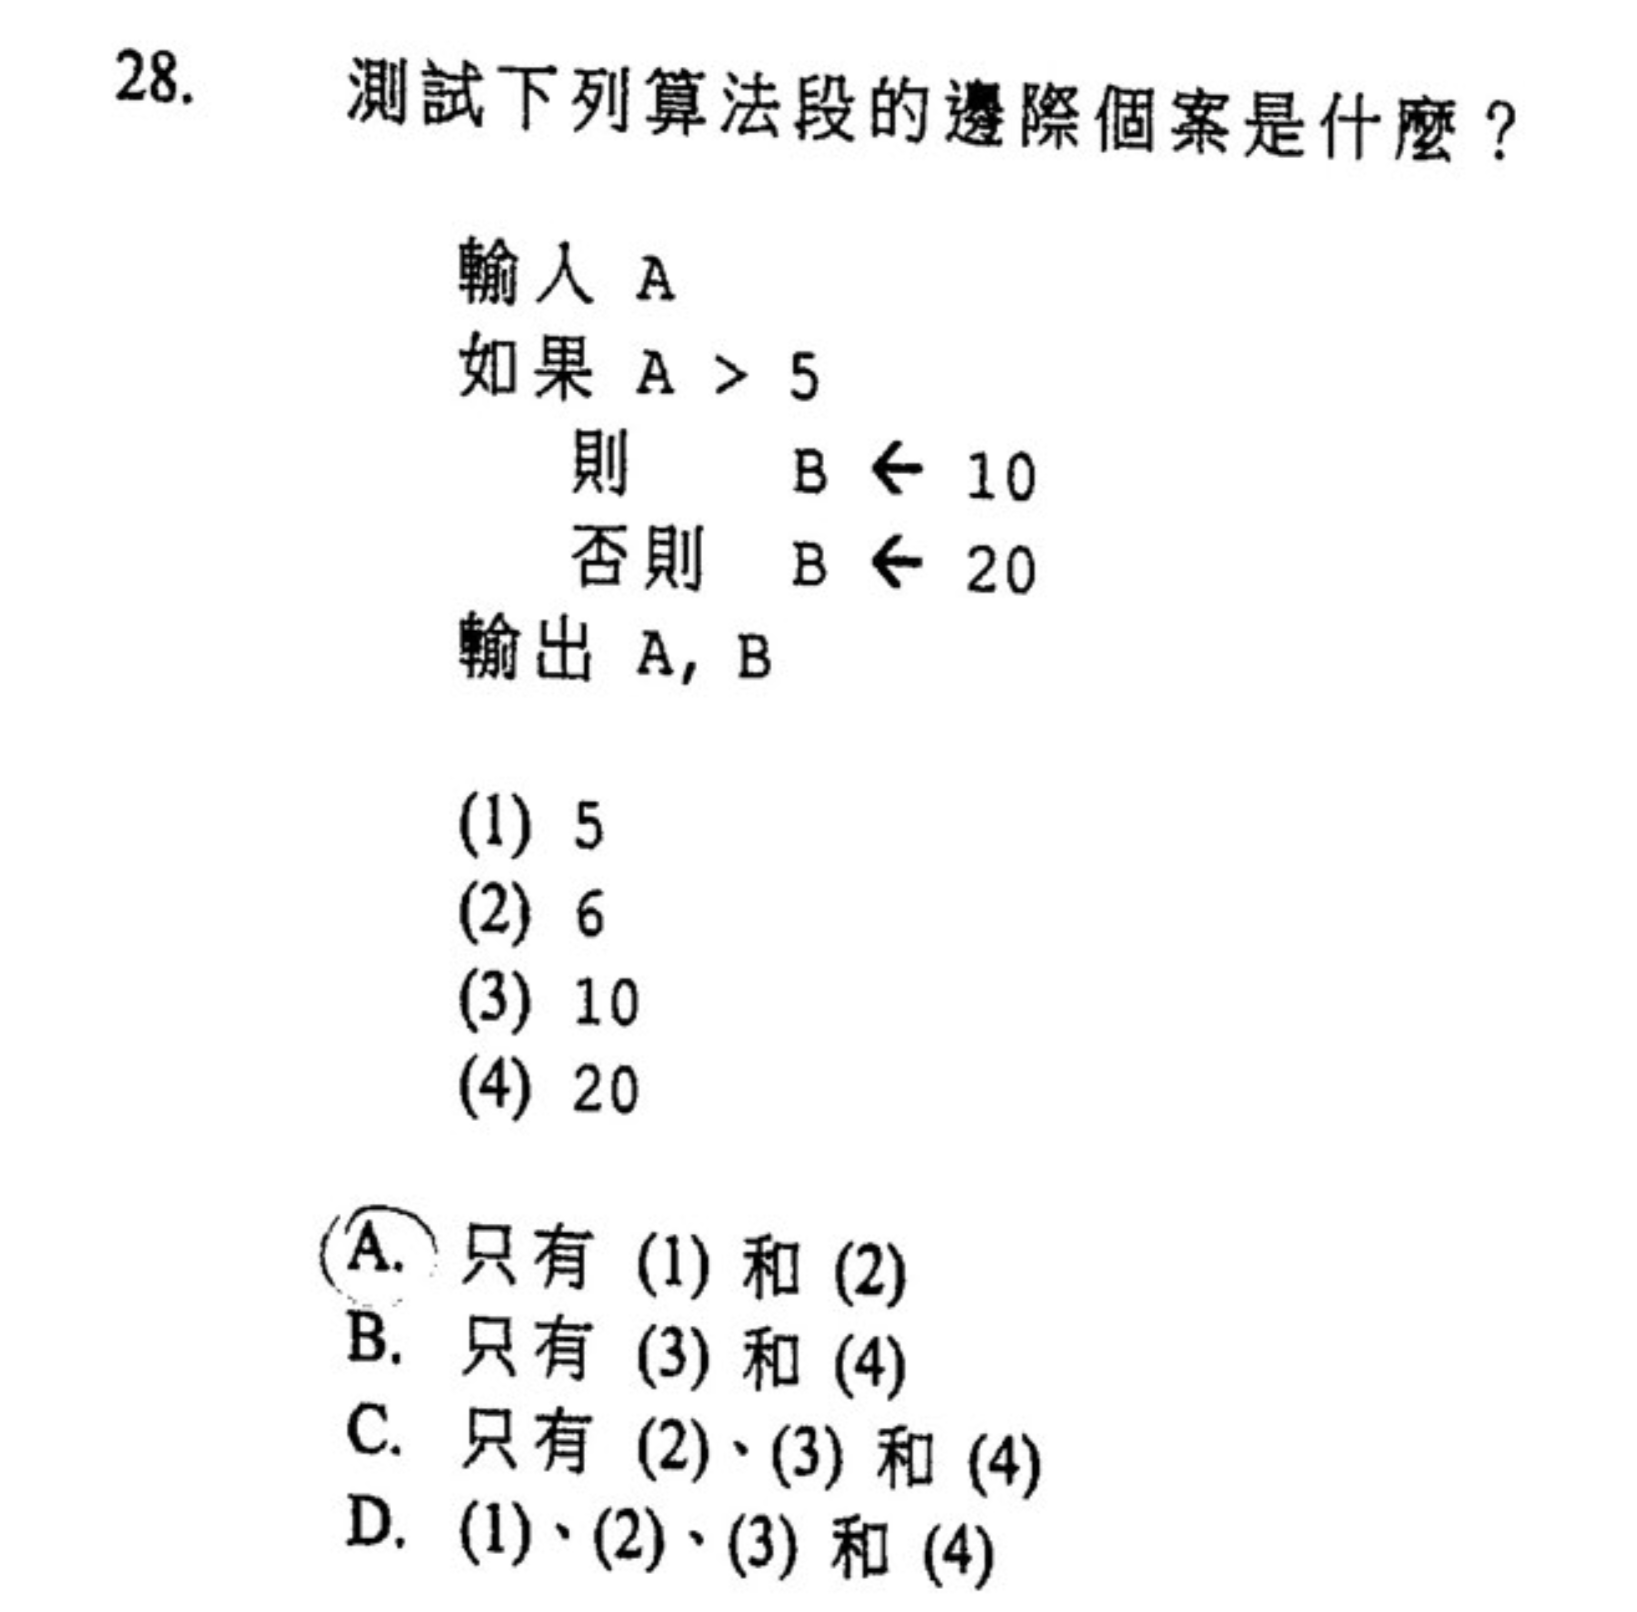 28. 測試下列算法段的邊際個案是什麼？
輸入 A
如果 A > 5
則 B ← 10
否則 B ← 20
輸出 A, B
(1) 5
(2) 6
(3) 10
(4) 20
A. 只有 (1) 和 (2)
B. 只有 (3) 和 (4)
C. 只有 (2)、(3) 和 (4)
D. (1)、(2)、(3) 和 (4)